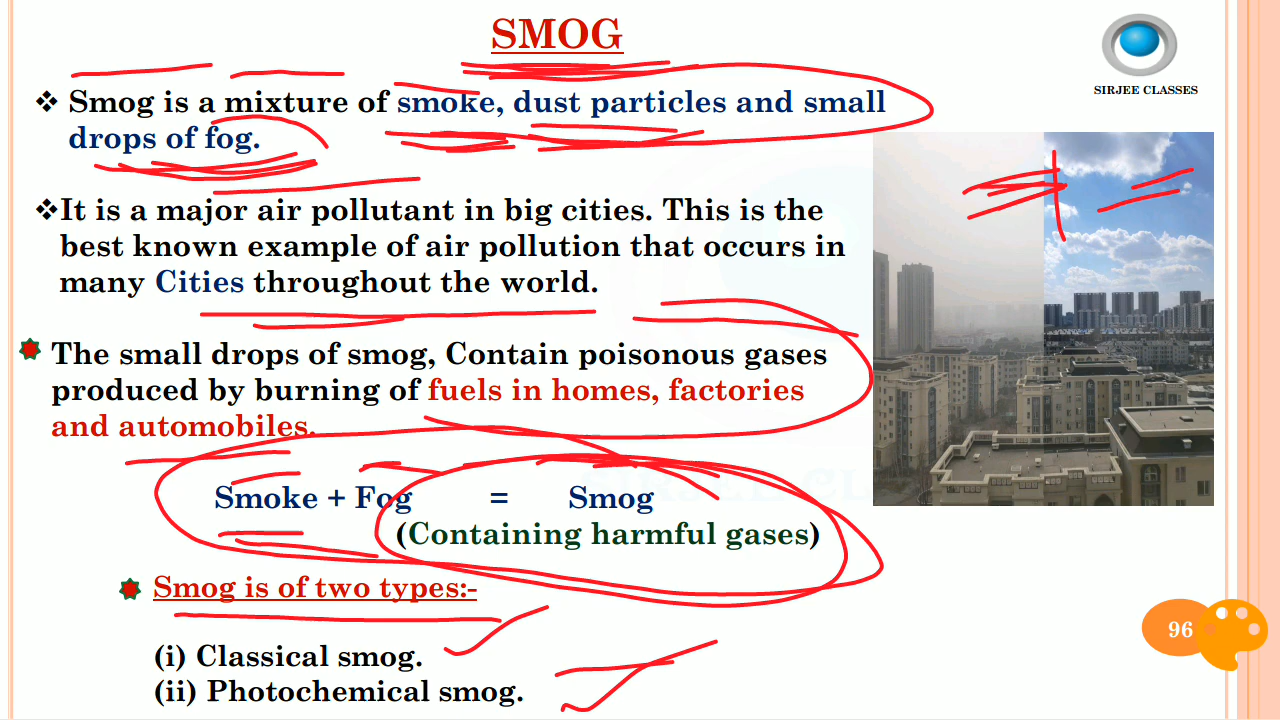 SMOG
SIRJEE CLASSES
❖ Smog is a mixture of smoke, dust particles and small
drops of fog.
❖It is a major air pollutant in big cities. This is the
best known example of air pollution that occurs in
many Cities throughout the world.
The small drops of smog, Contain poisonous gases
produced by burning of fuels in homes, factories
and automobiles.
Smoke + Fog = Smog
(Containing harmful gases)
Smog is of two types:-
(i) Classical smog.
(ii) Photochemical smog.
96